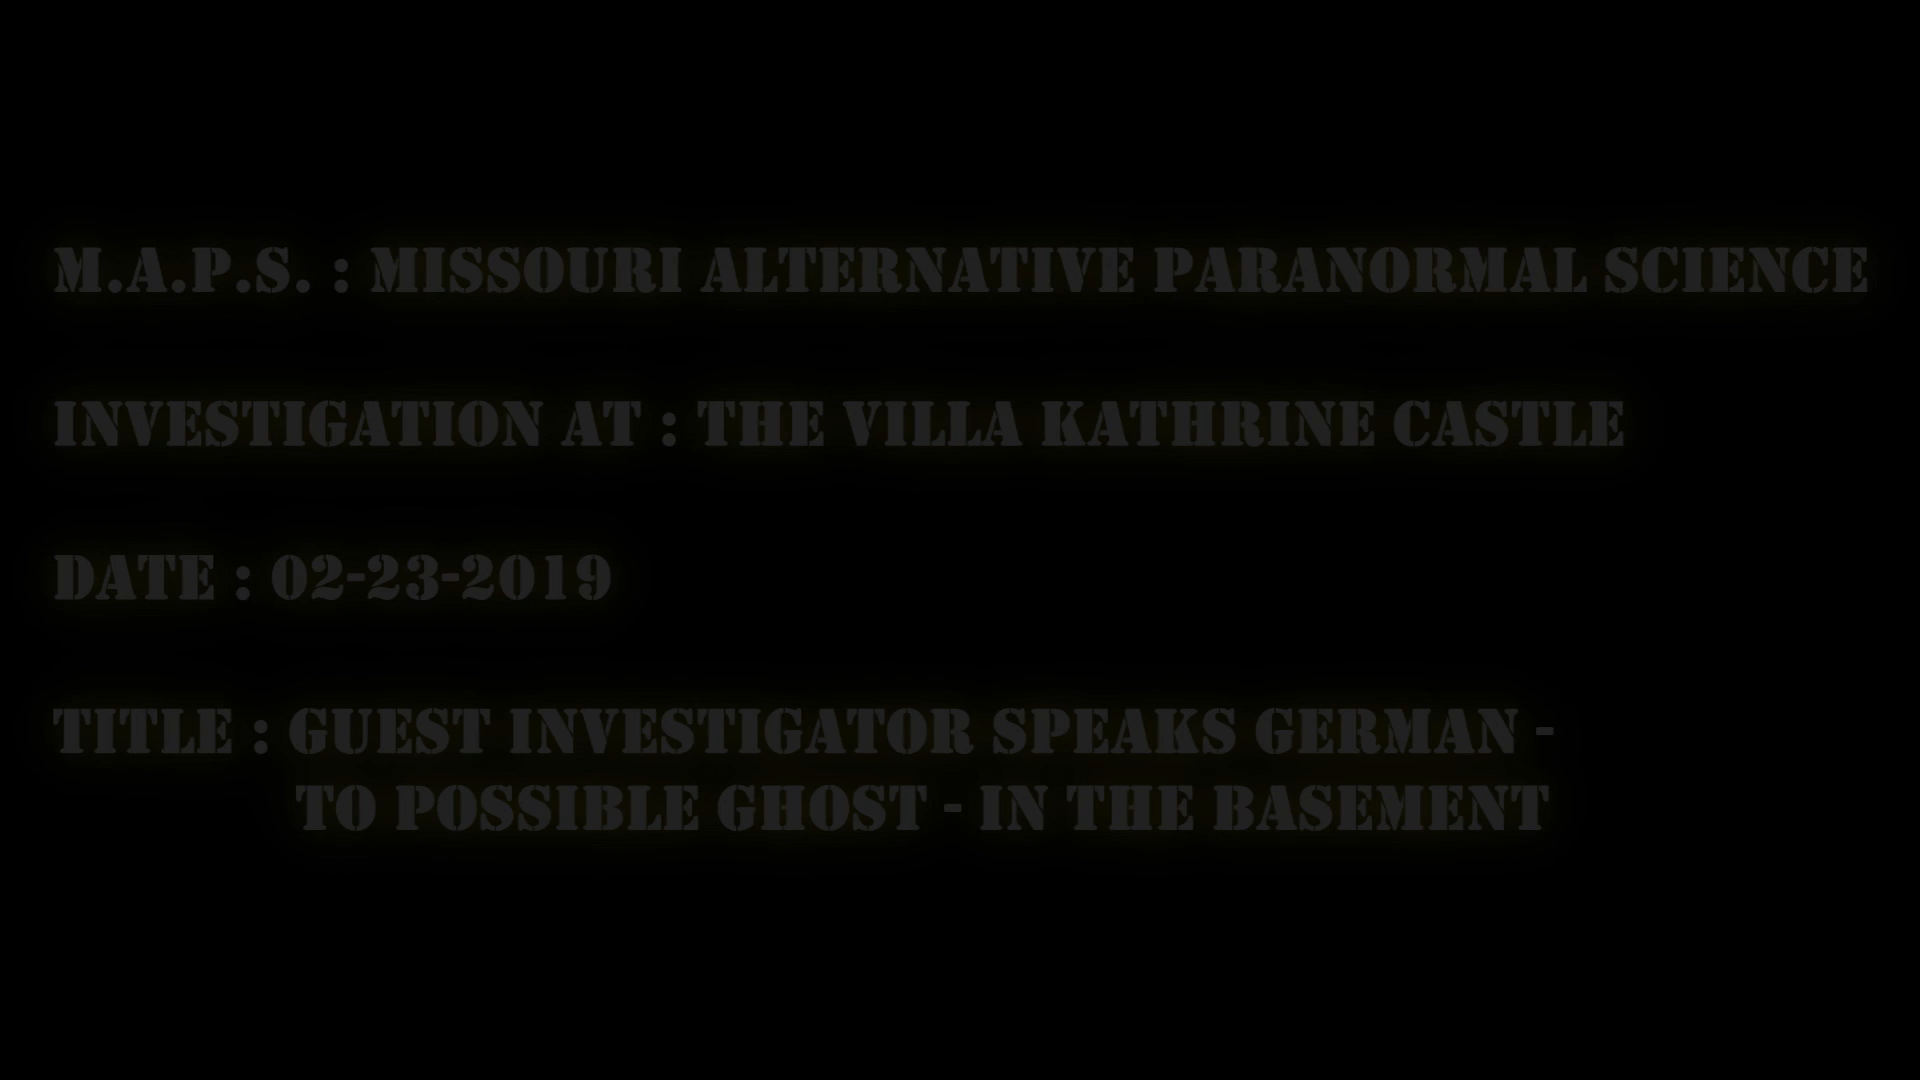 M.A.P.S. : MISSOURI ALTERNATIVE PARANORMAL SCIENCE
INVESTIGATION AT : THE VILLA KATHRINE CASTLE
DATE : 02-23-2019
TITLE : GUEST INVESTIGATOR SPEAKS GERMAN -
TO POSSIBLE GHOST - IN THE BASEMENT